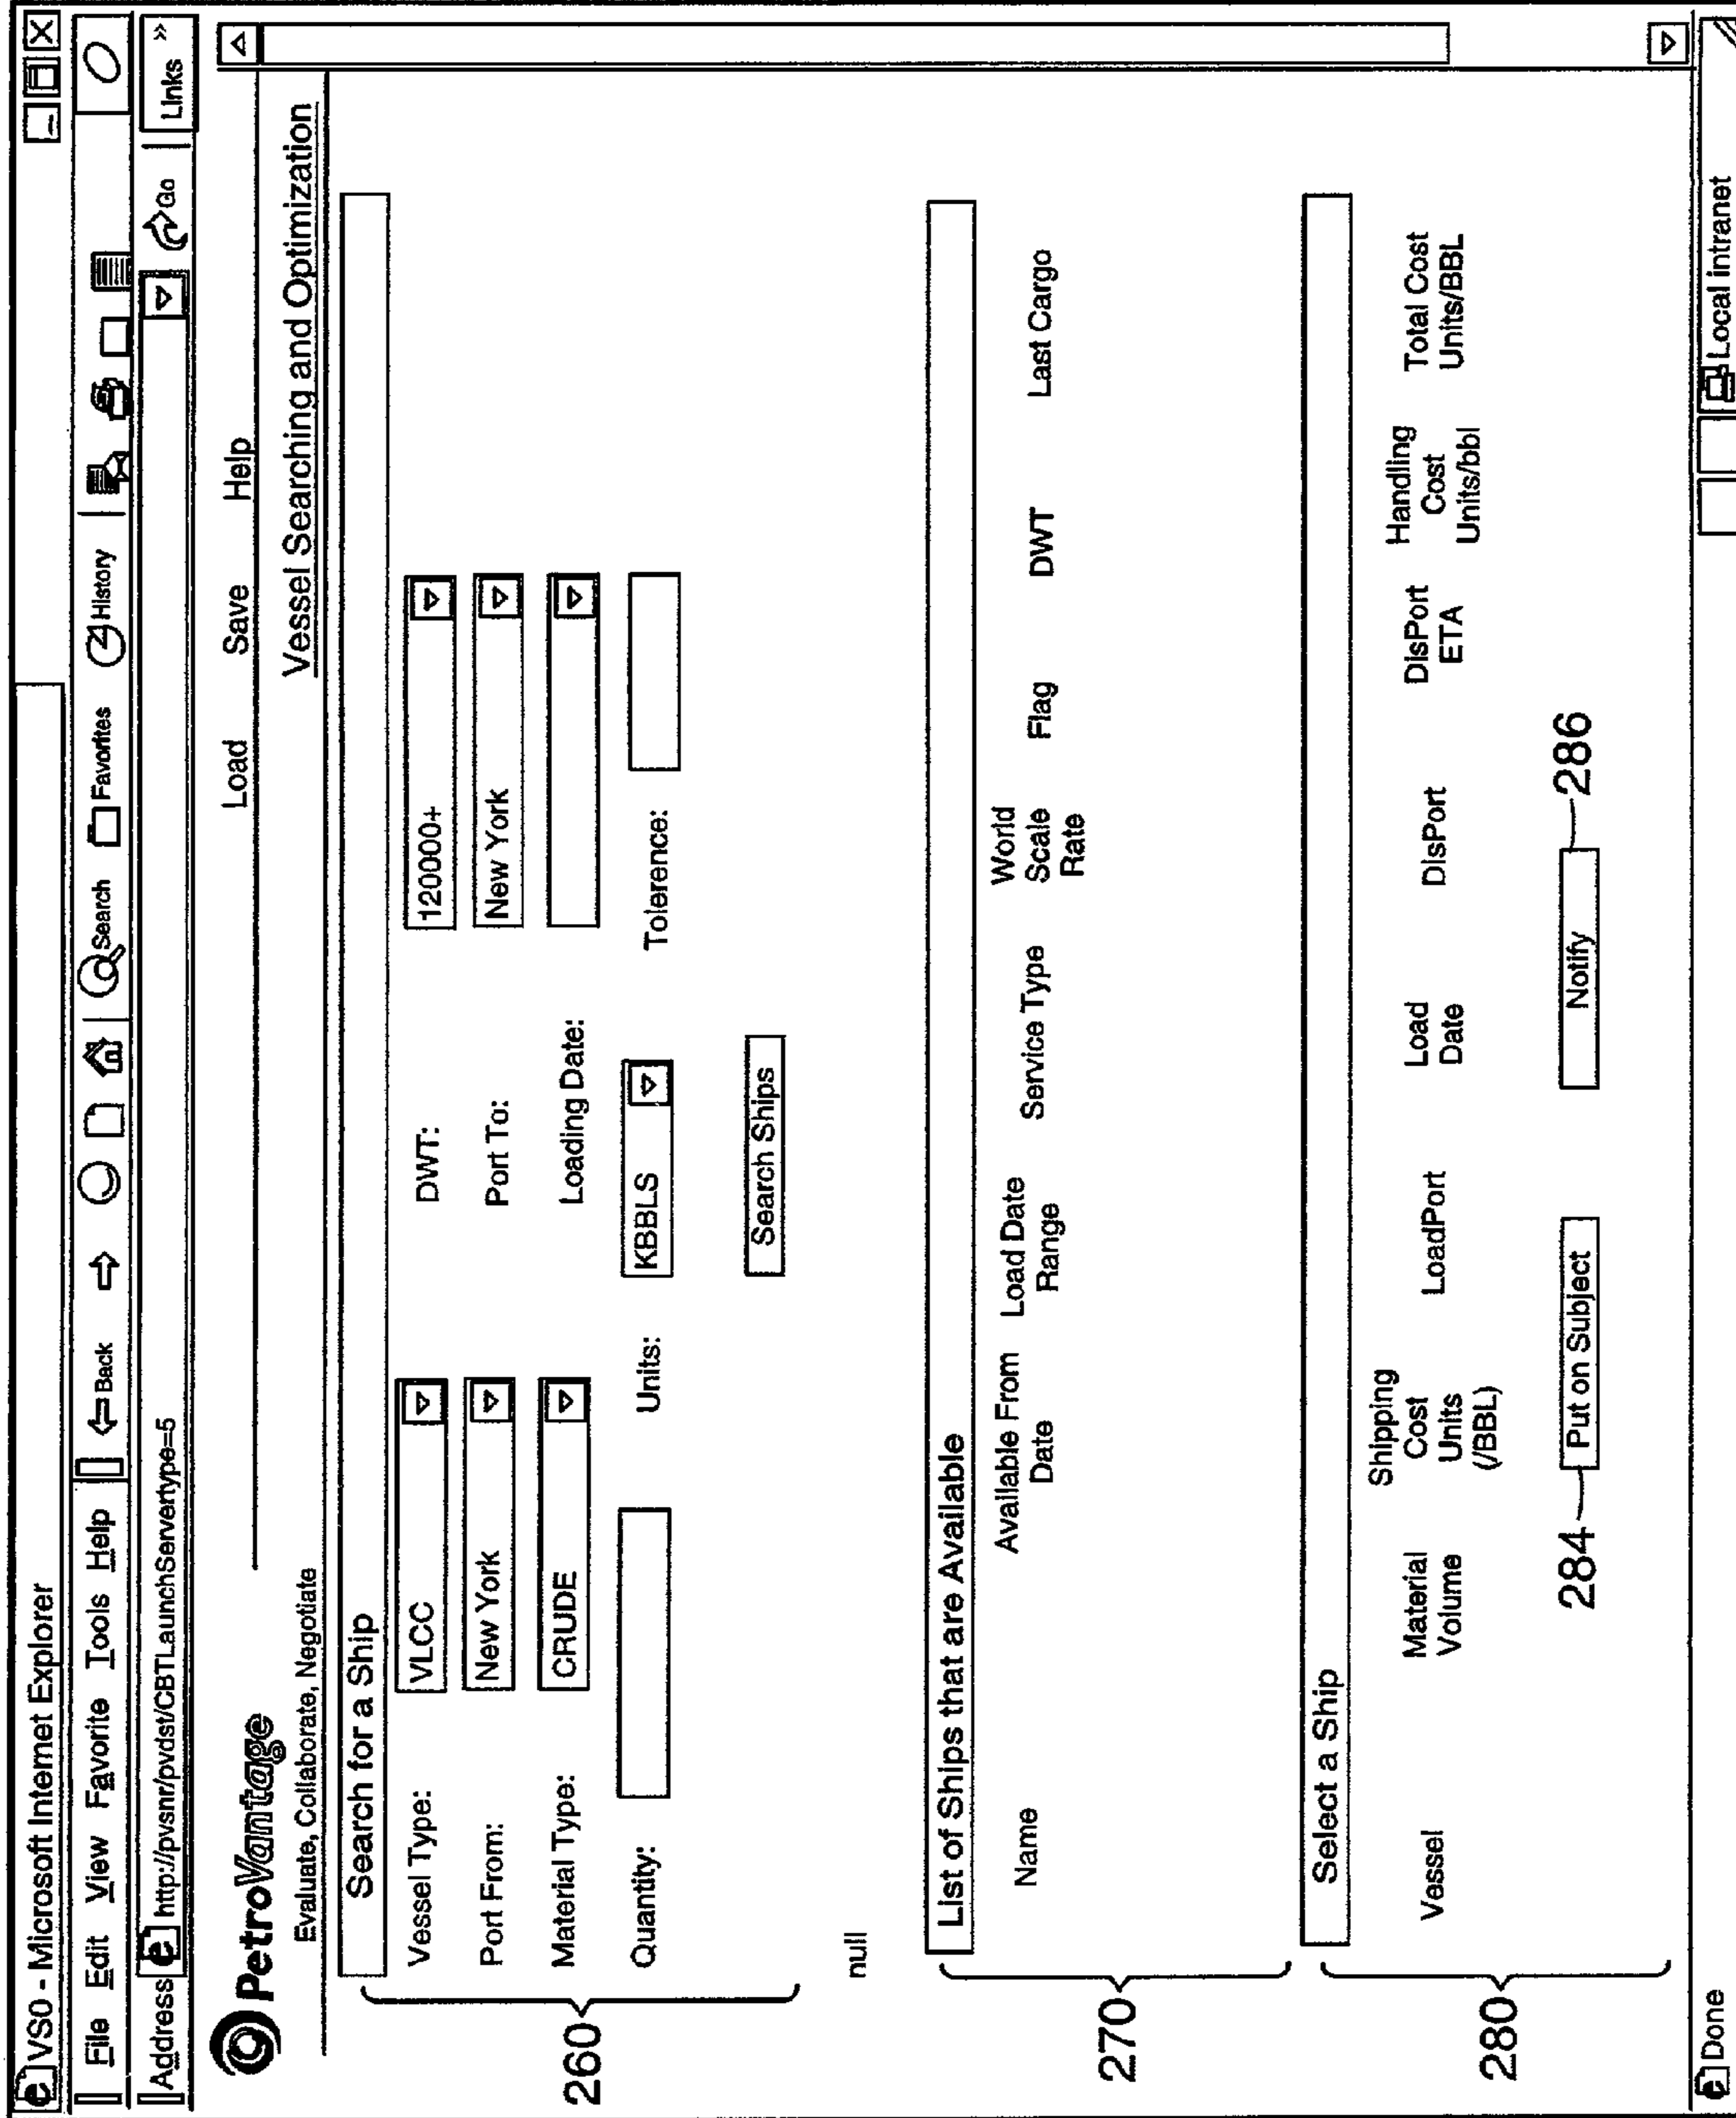 VS0 - Microsoft Internet Explorer
File Edit View Favorite Tools Help Back Search Favorites History
Address http://pvsnr/pvdst/CBTLaunchServertype=5 Go Links »
PetroVantage Load Save Help
Evaluate, Collaborate, Negotiate
Vessel Searching and Optimization
Search for a Ship
Vessel Type: VLCC DWT: 120000+
Port From: New York Port To: New York
Material Type: CRUDE Loading Date:
Quantity: Units: KBBLS Tolerence:
260
Search Ships
null
List of Ships that are Available
Name Available From Date Load Date Range Service Type World Scale Rate Flag DWT Last Cargo
270
Select a Ship
Vessel Material Volume Shipping Cost Units (/BBL) LoadPort Load Date DisPort DisPort ETA Handling Cost Units/bbl Total Cost Units/BBL
280
284 Put on Subject Notify 286
Done Local intranet